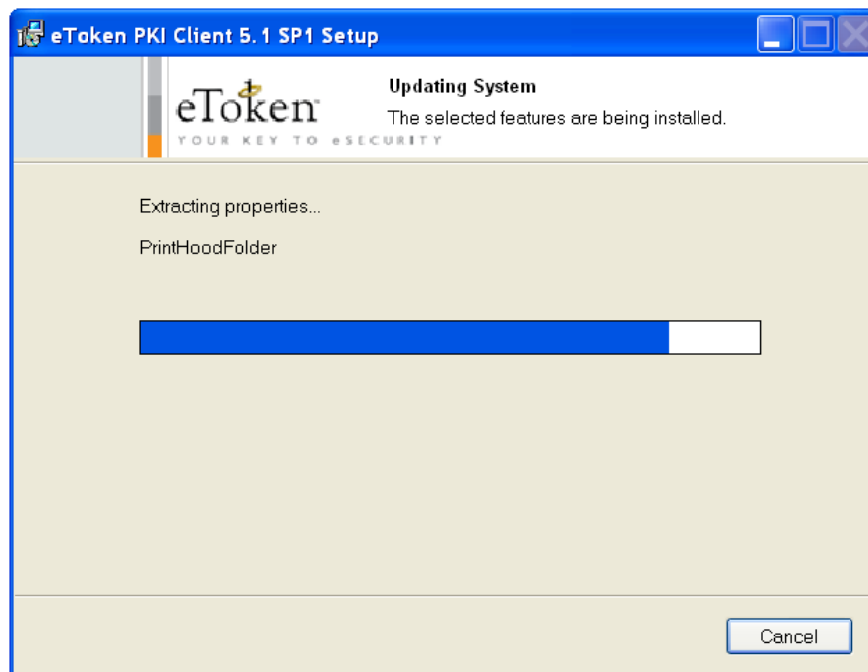 eToken PKI Client 5.1 SP1 Setup
eToken™
YOUR KEY TO eSECURITY
Updating System
The selected features are being installed.
Extracting properties...
PrintHoodFolder
Cancel